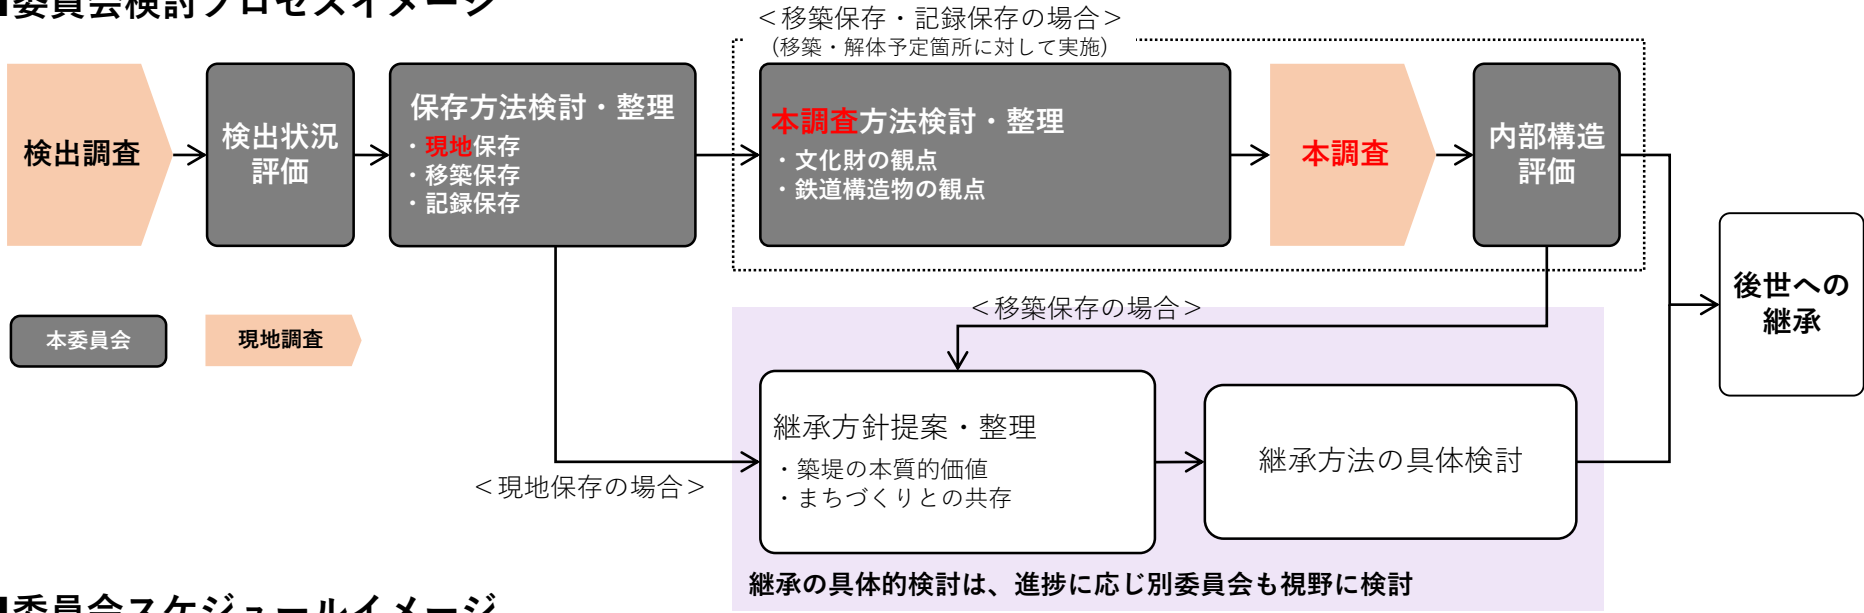 ■委員会検討プロセスイメージ
＜移築保存・記録保存の場合＞
(移築・解体予定箇所に対して実施)
検出調査
検出状況
評価
保存方法検討・整理
・現地保存
・移築保存
・記録保存
本調査方法検討・整理
・文化財の観点
・鉄道構造物の観点
本調査
内部構造
評価
後世への
継承
本委員会
現地調査
＜移築保存の場合＞
＜現地保存の場合＞
継承方針提案・整理
・築堤の本質的価値
・まちづくりとの共存
継承方法の具体検討
継承の具体的検討は、進捗に応じ別委員会も視野に検討
■委員会スケジュールイメージ